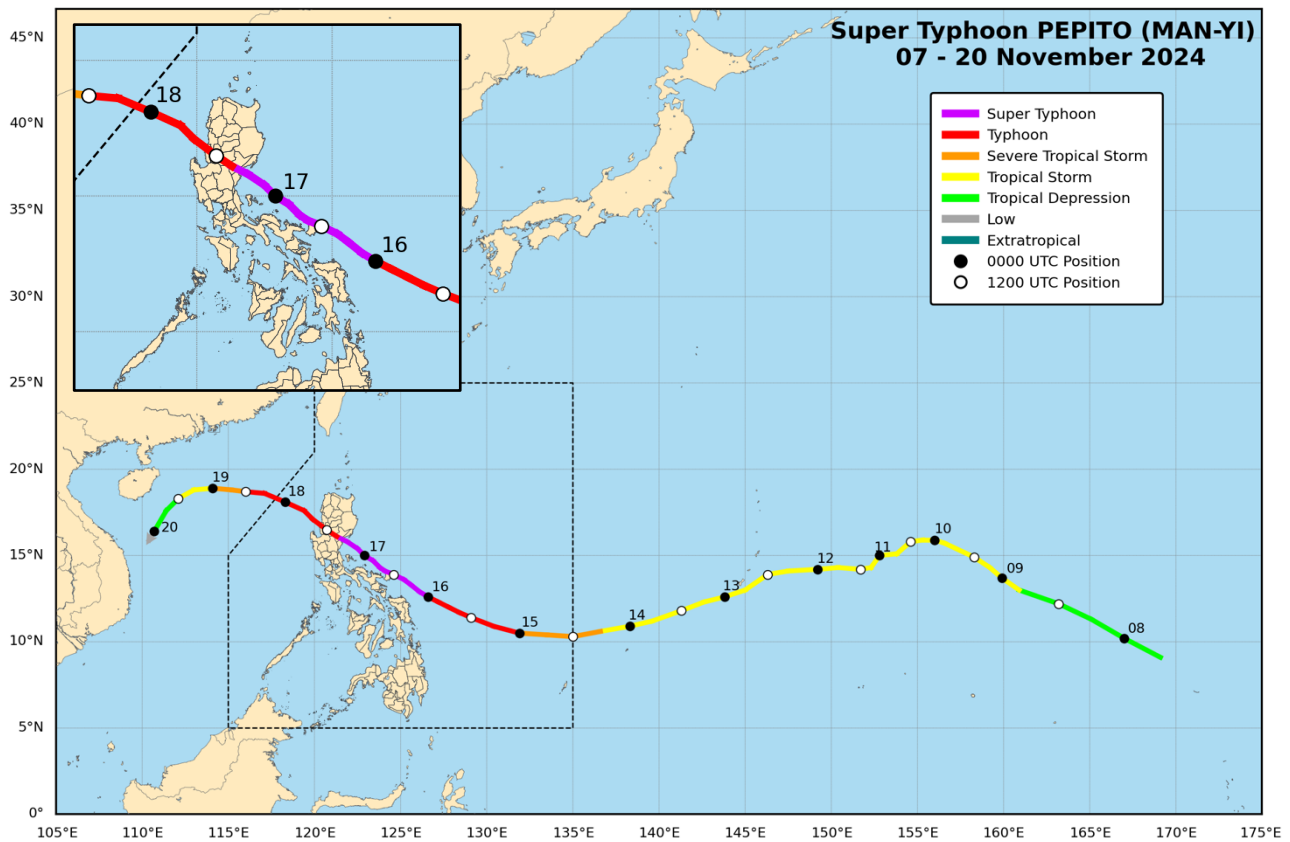 Super Typhoon PEPITO (MAN-YI)
07 - 20 November 2024
Super Typhoon
Typhoon
Severe Tropical Storm
Tropical Storm
Tropical Depression
Low
Extratropical
0000 UTC Position
1200 UTC Position
18
17
16
45°N
40°N
35°N
30°N
25°N
20°N
15°N
10°N
5°N
0°
20
19
18
17
16
15
14
13
12
11
10
09
08
105°E 110°E 115°E 120°E 125°E 130°E 135°E 140°E 145°E 150°E 155°E 160°E 165°E 170°E 175°E